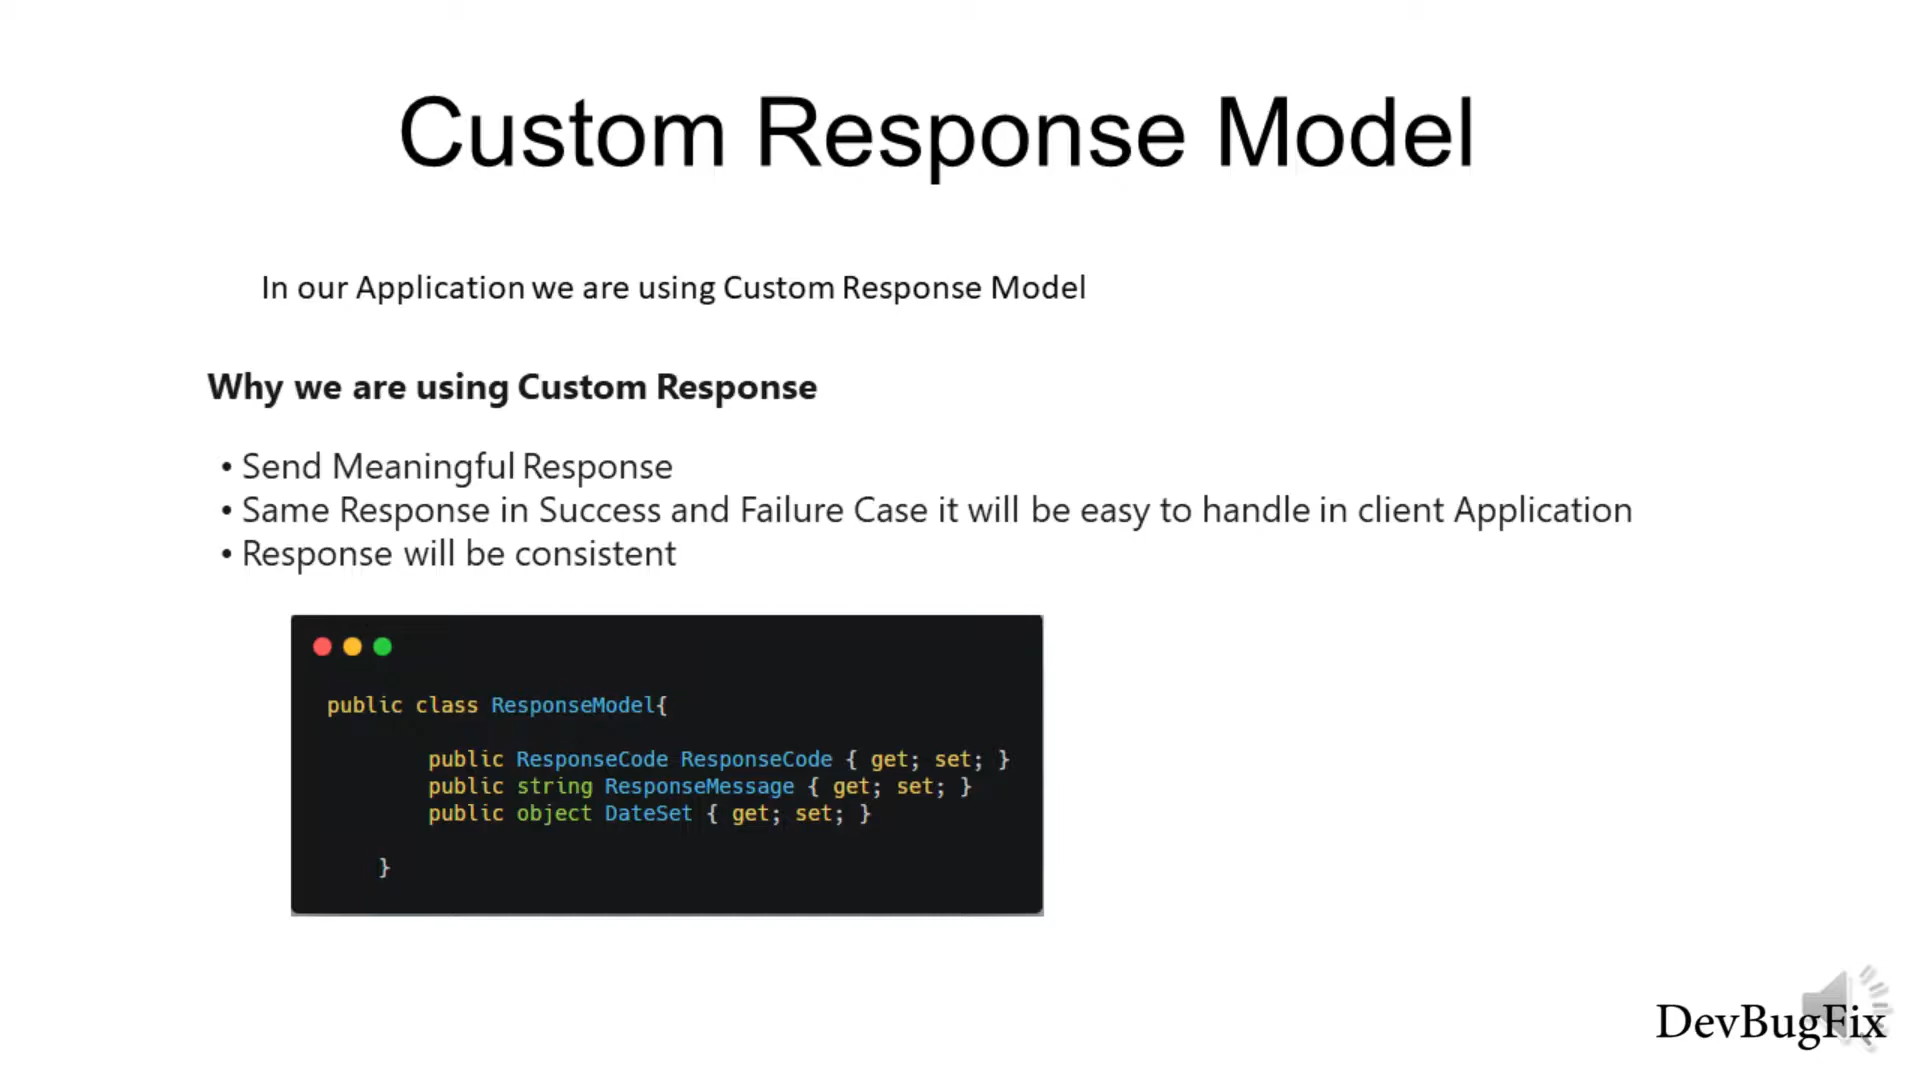 Custom Response Model
In our Application we are using Custom Response Model
Why we are using Custom Response
• Send Meaningful Response
• Same Response in Success and Failure Case it will be easy to handle in client Application
• Response will be consistent
public class ResponseModel{
public ResponseCode ResponseCode { get; set; }
public string ResponseMessage { get; set; }
public object DateSet { get; set; }
}
DevBugFix